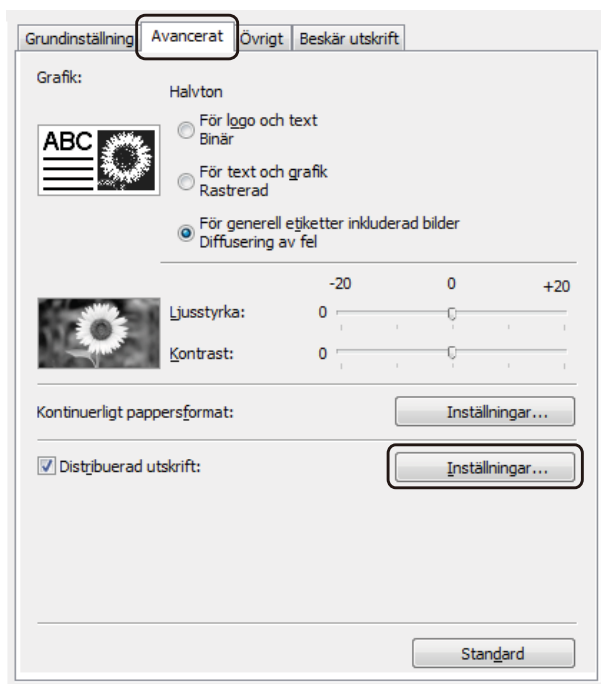 Grundinställning Avancerat Övrigt Beskär utskrift
Grafik:
Halvton
ABC
För logo och text
Binär
För text och grafik
Rastrerad
För generell etiketter inkluderad bilder
Diffusering av fel
-20 0 +20
Ljusstyrka: 0
Kontrast: 0
Kontinuerligt pappersformat: Inställningar...
Distribuerad utskrift: Inställningar...
Standard